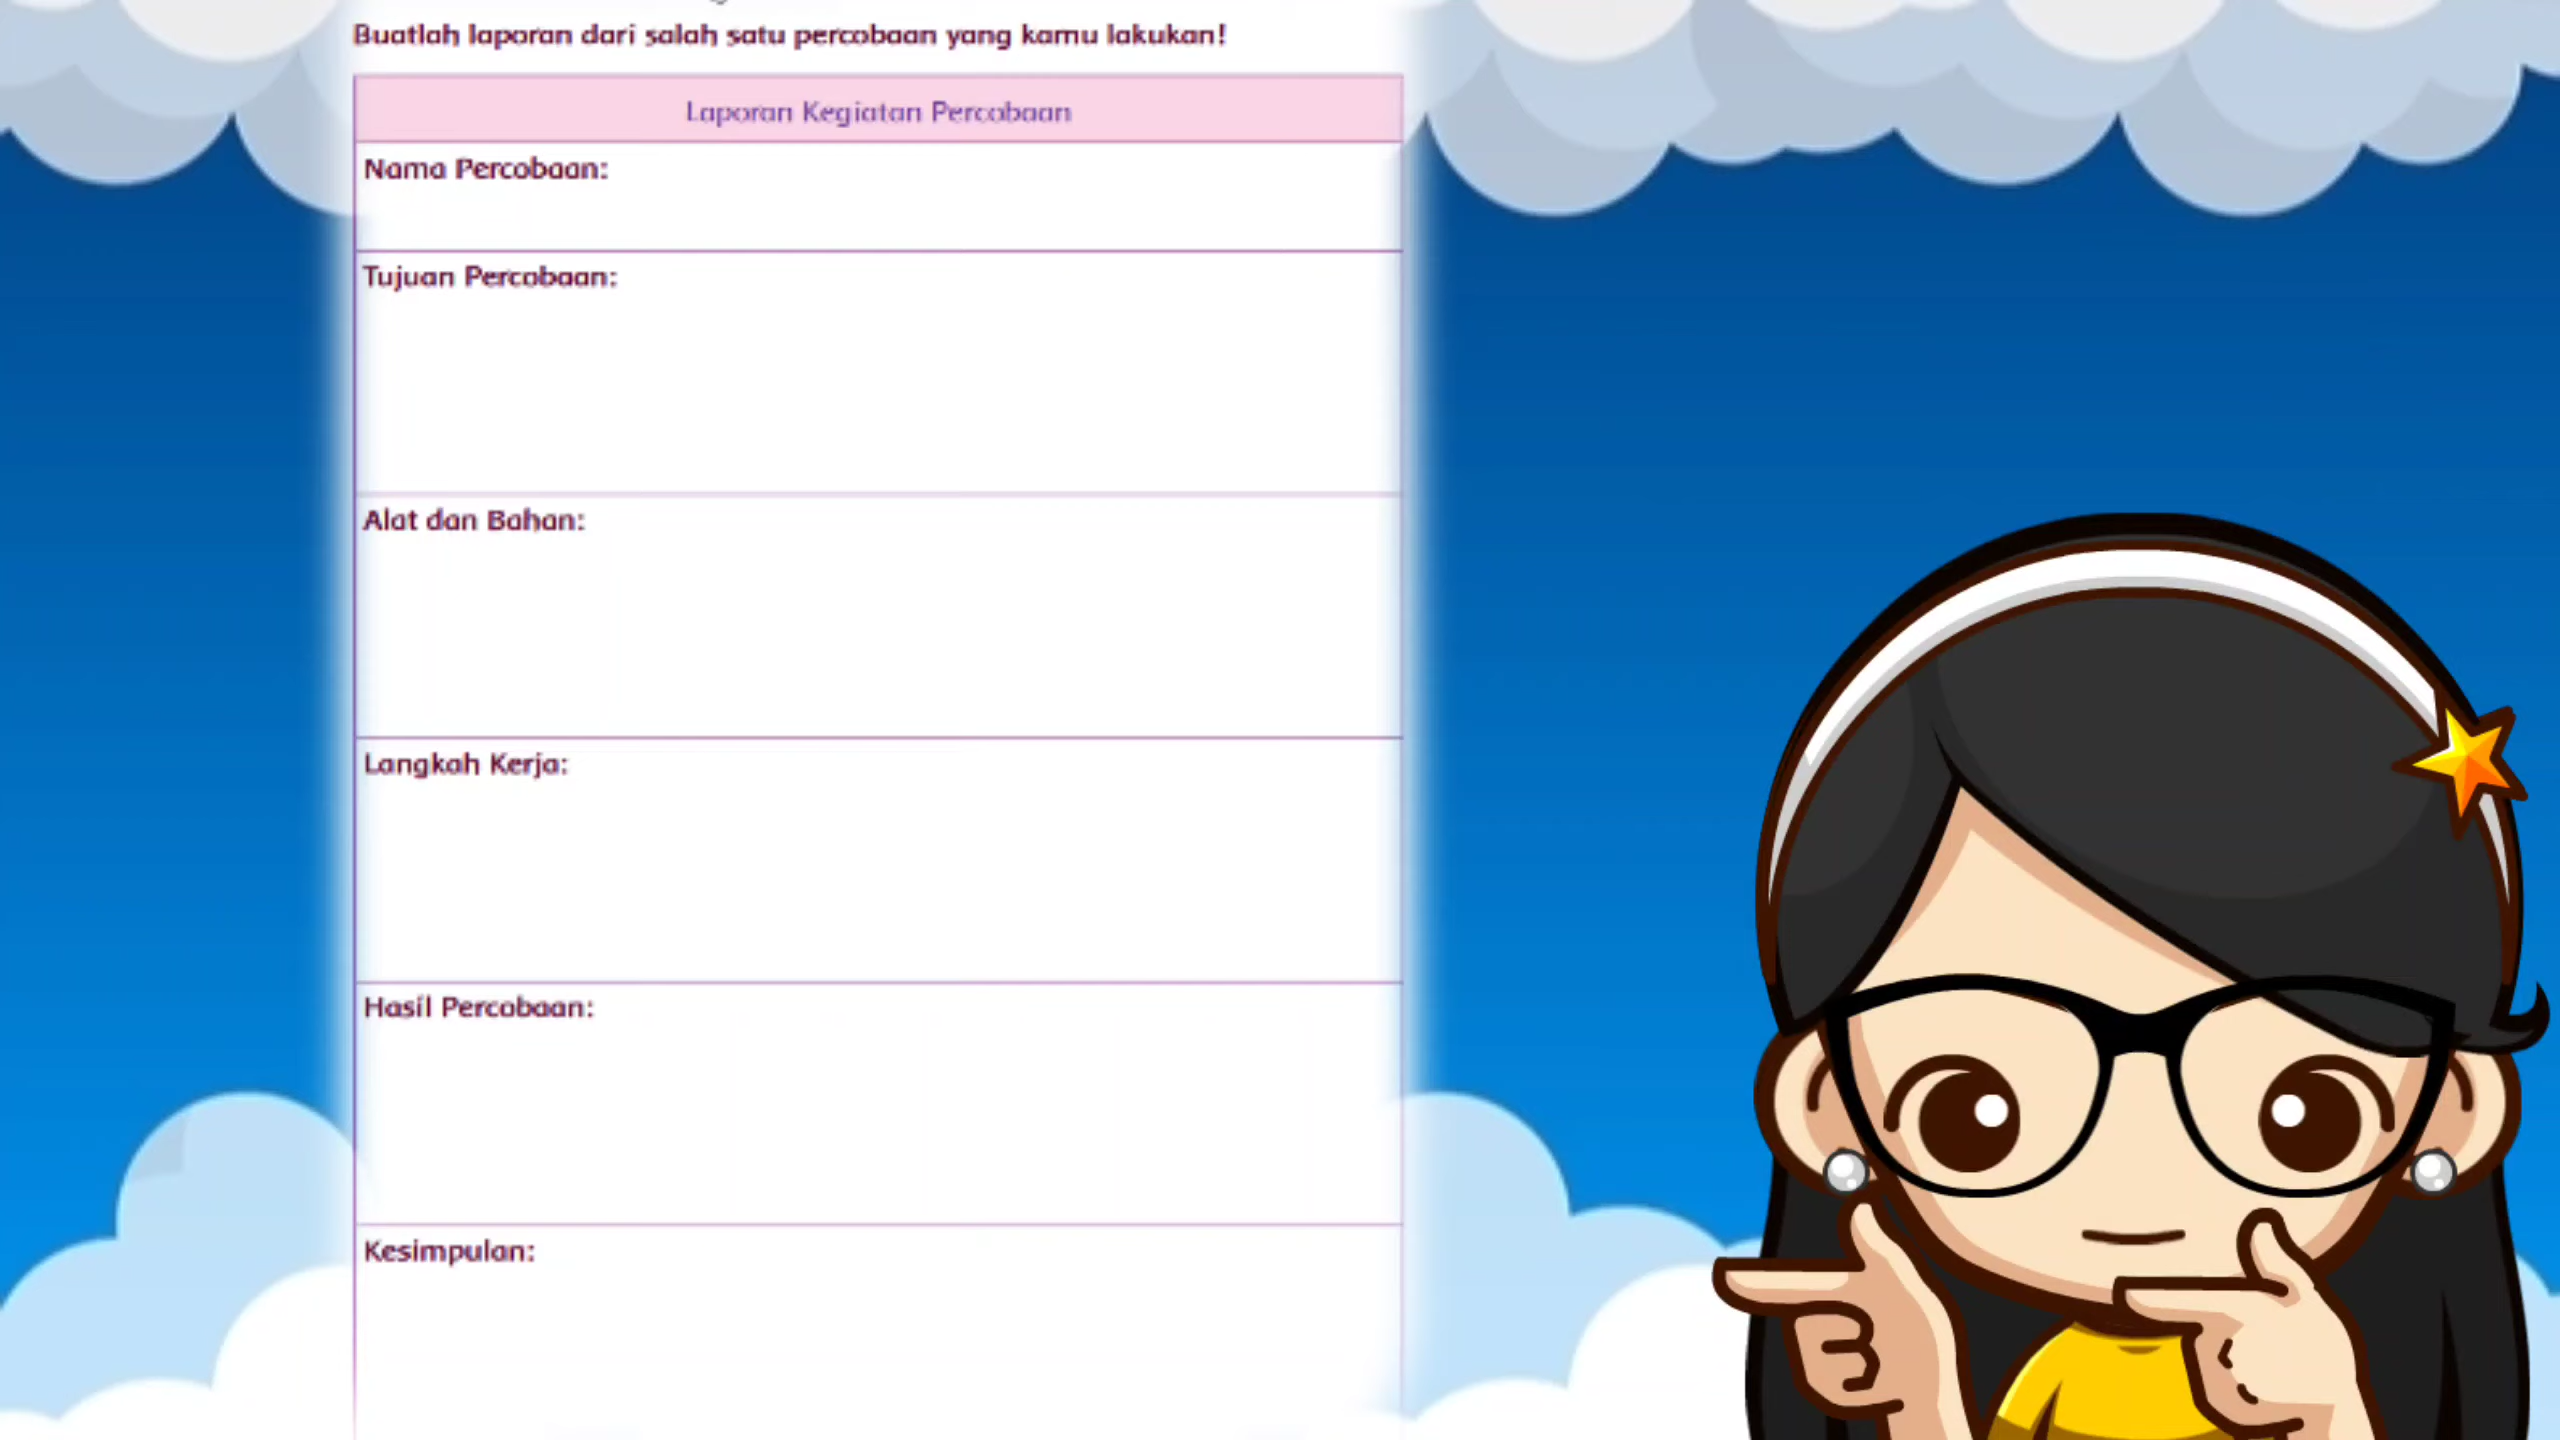 Buatlah laporan dari salah satu percobaan yang kamu lakukan!
Laporan Kegiatan Percobaan
Nama Percobaan:
Tujuan Percobaan:
Alat dan Bahan:
Langkah Kerja:
Hasil Percobaan:
Kesimpulan: